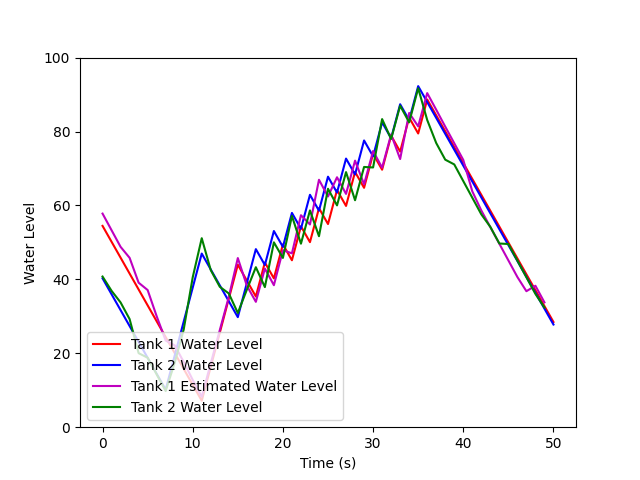 100
80
60
40
20
0
Water Level
Tank 1 Water Level
Tank 2 Water Level
Tank 1 Estimated Water Level
Tank 2 Water Level
0 10 20 30 40 50
Time (s)